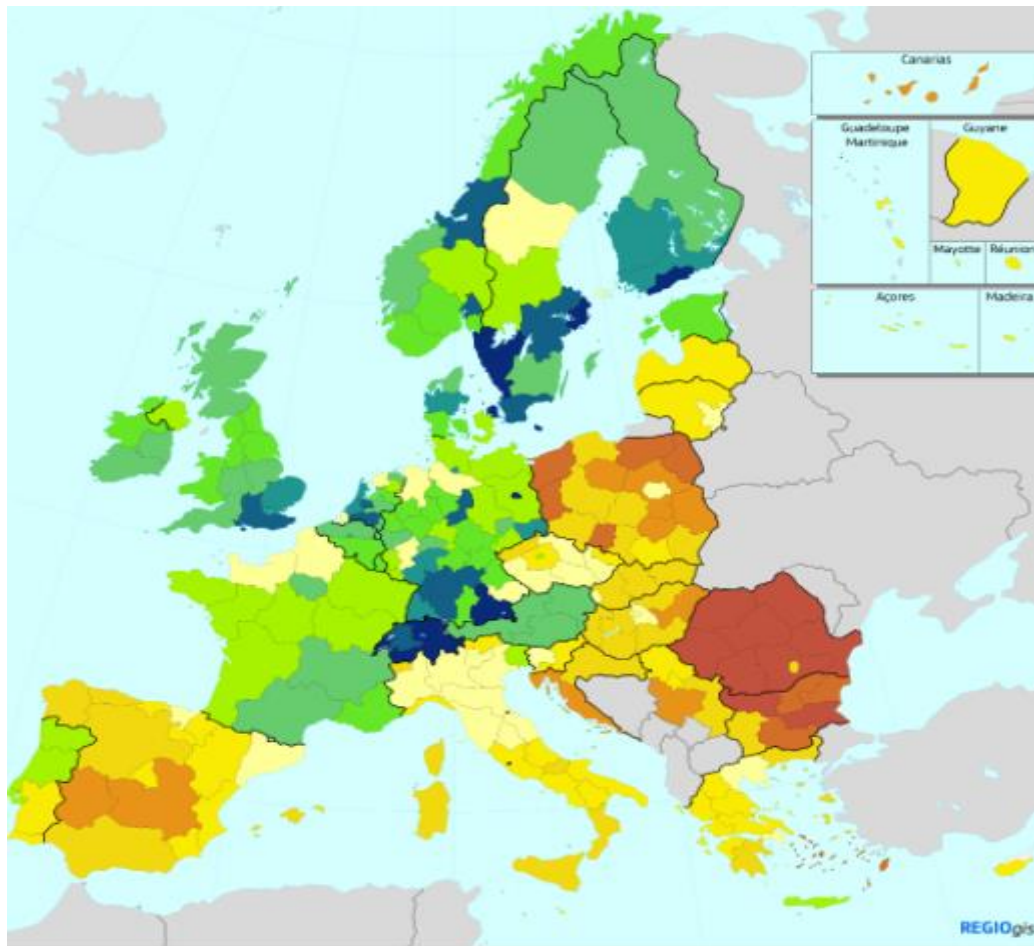 Canarias
Guadeloupe
Martinique
Guyane
Mayotte
Réunion
Açores
Madeira
REGIOgis